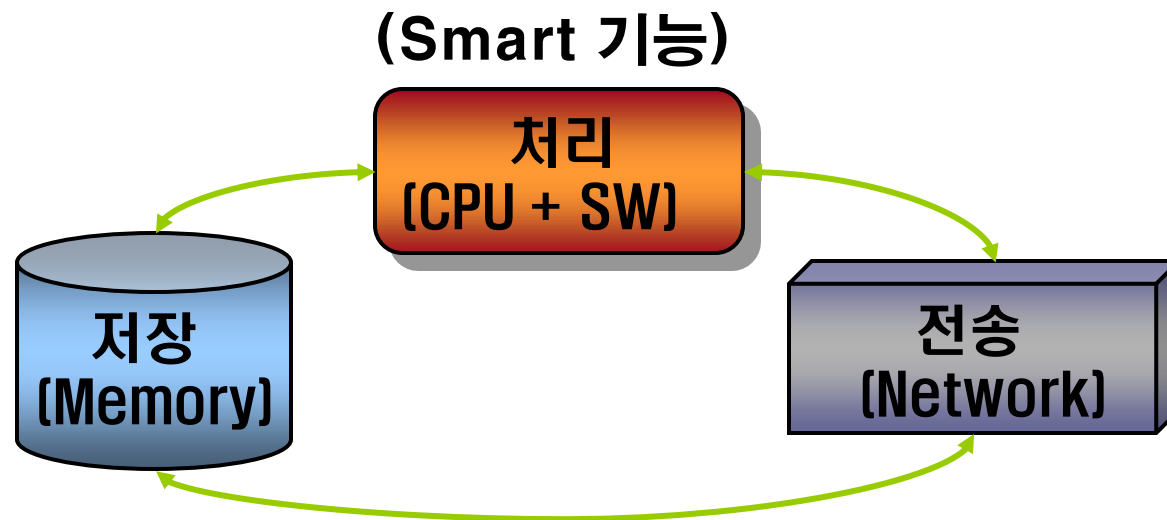 (Smart 기능)
처리
(CPU + SW)
저장
(Memory)
전송
(Network)